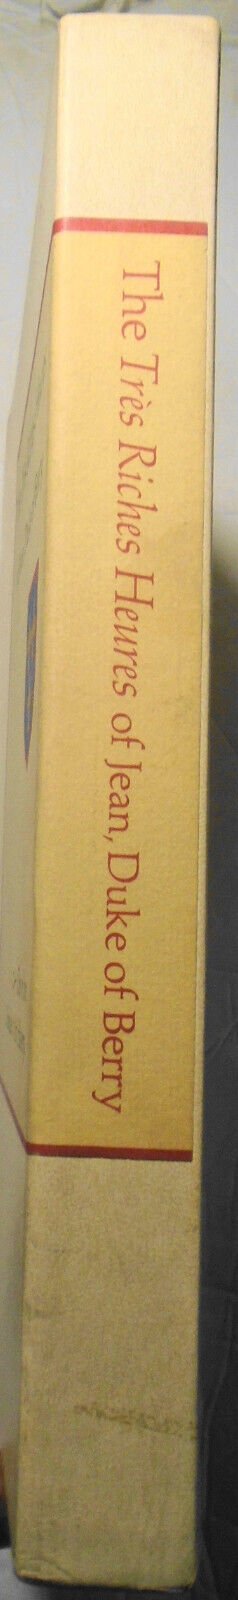 The Très Riches Heures of Jean, Duke of Berry